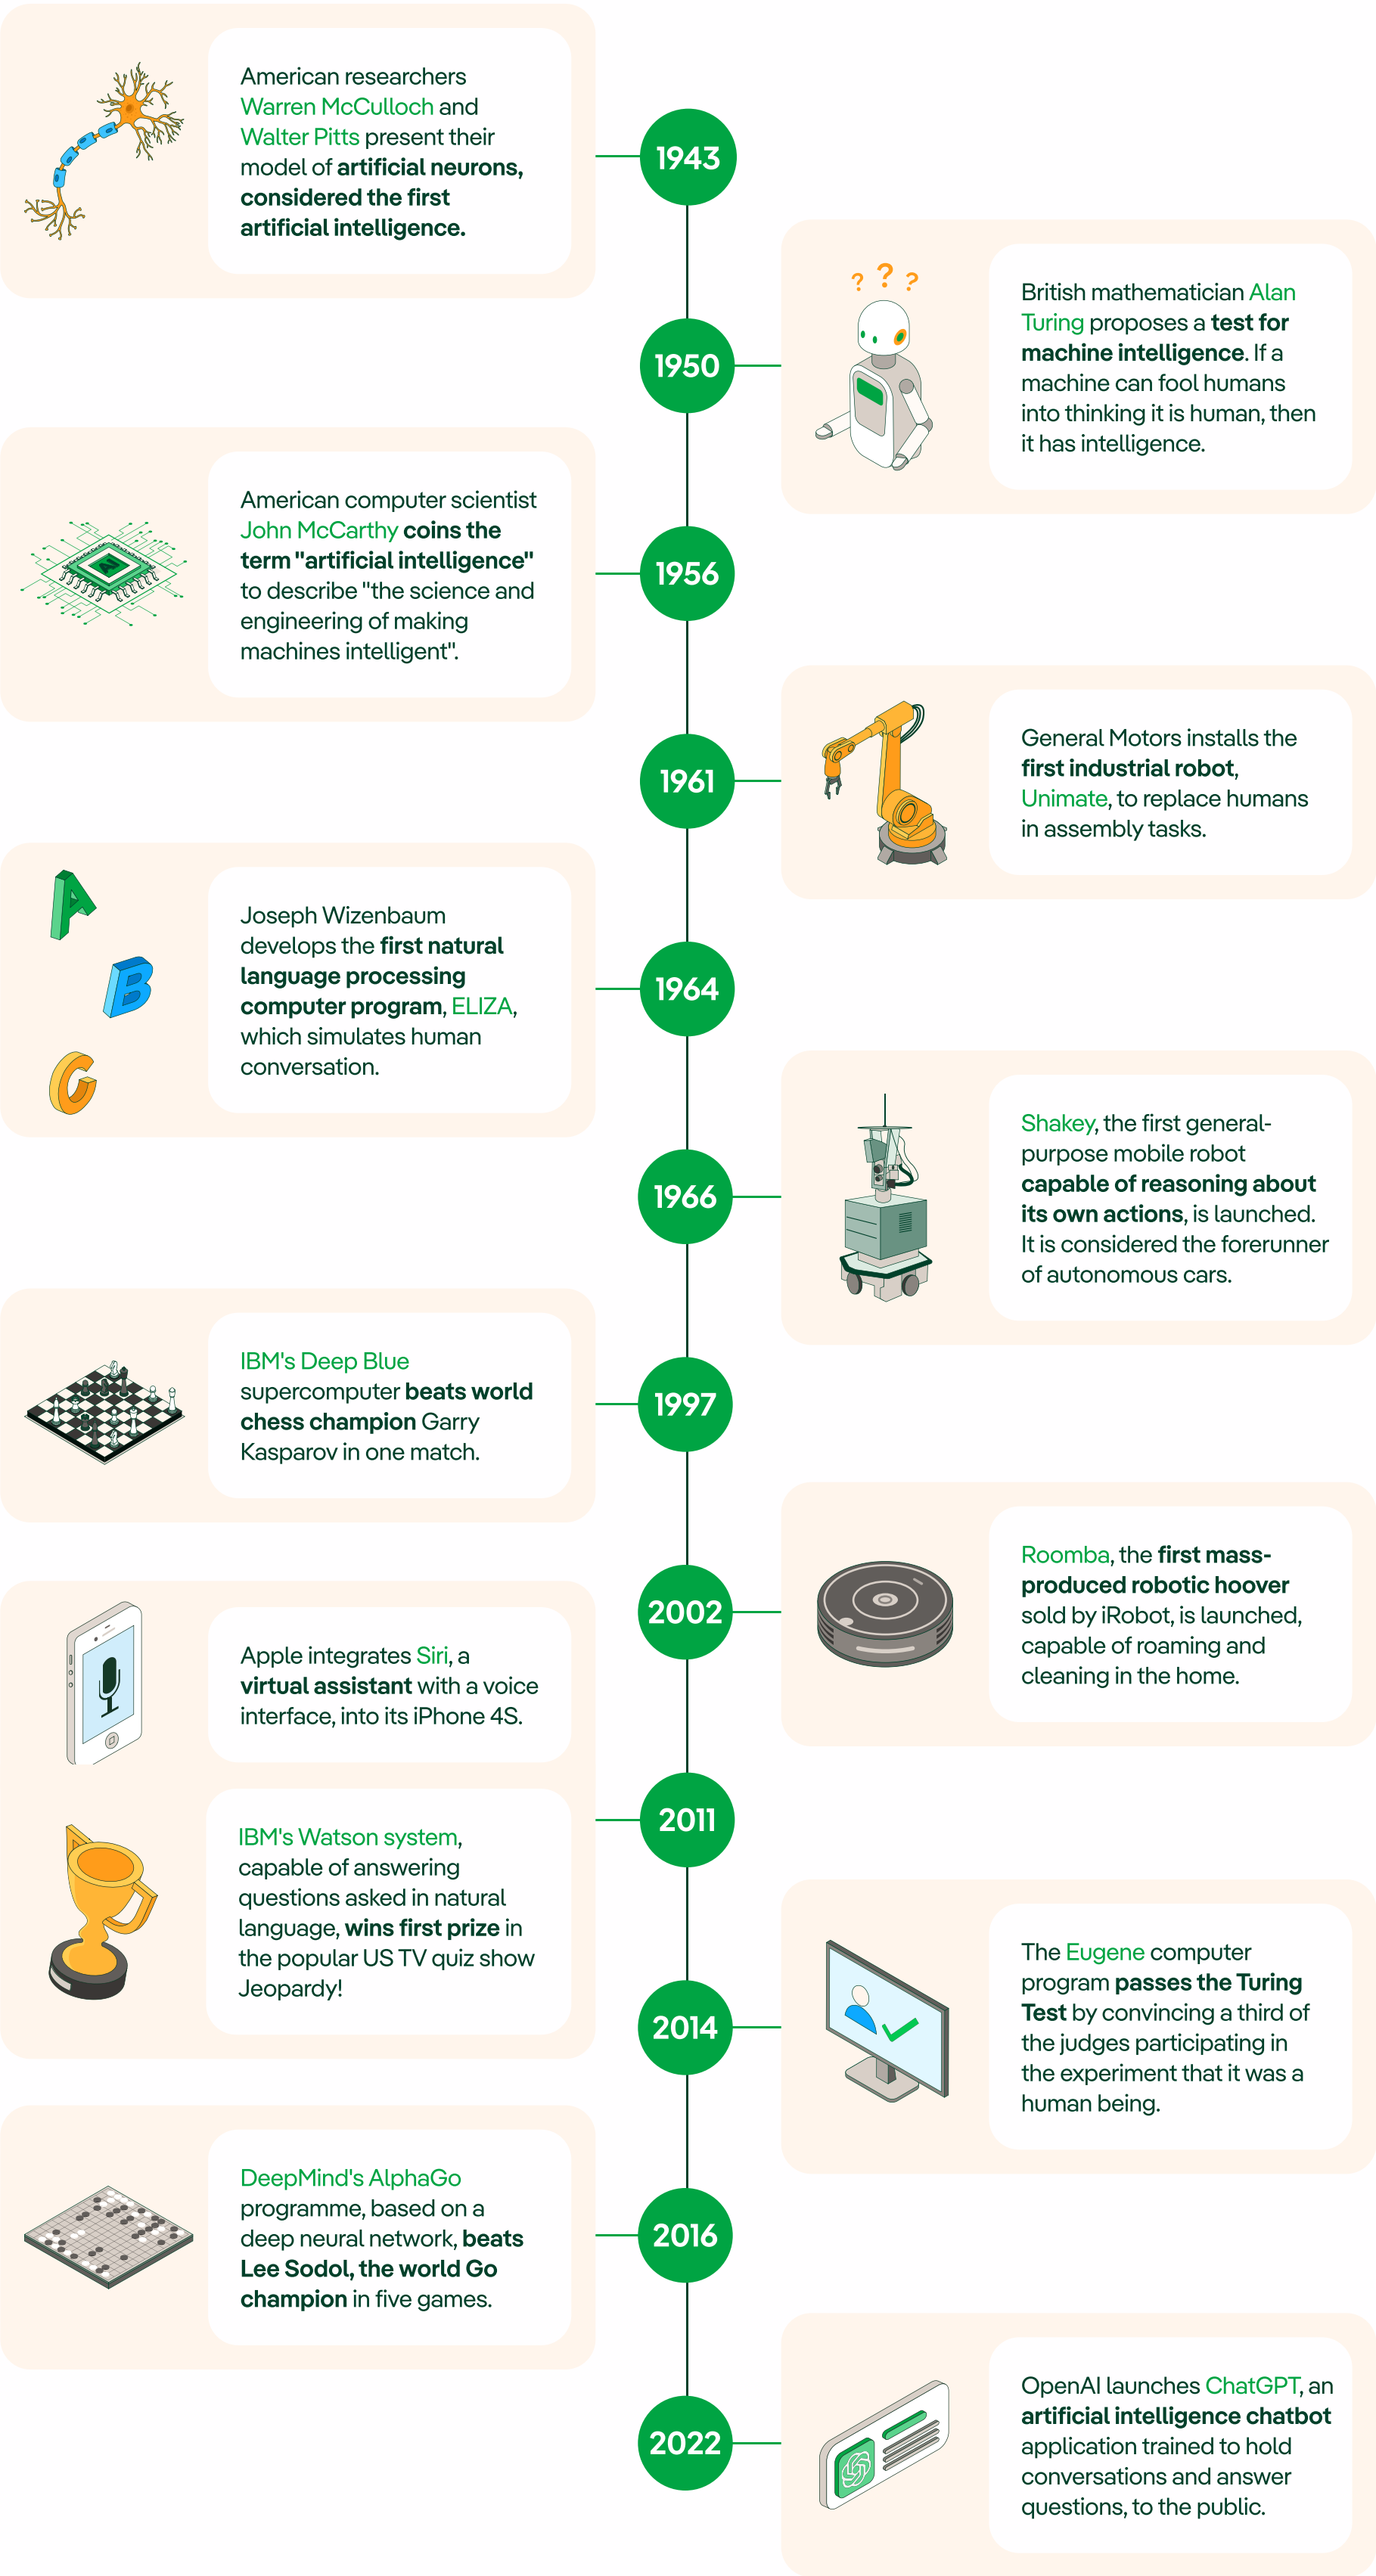 American researchers
Warren McCulloch and
Walter Pitts present their
model of artificial neurons,
considered the first
artificial intelligence.
1943
1950
British mathematician Alan
Turing proposes a test for
machine intelligence. If a
machine can fool humans
into thinking it is human, then
it has intelligence.
? ? ?
AI
American computer scientist
John McCarthy coins the
term "artificial intelligence"
to describe "the science and
engineering of making
machines intelligent".
1956
1961
General Motors installs the
first industrial robot,
Unimate, to replace humans
in assembly tasks.
A
B
C
Joseph Wizenbaum
develops the first natural
language processing
computer program, ELIZA,
which simulates human
conversation.
1964
1966
Shakey, the first general-
purpose mobile robot
capable of reasoning about
its own actions, is launched.
It is considered the forerunner
of autonomous cars.
IBM's Deep Blue
supercomputer beats world
chess champion Garry
Kasparov in one match.
1997
2002
Roomba, the first mass-
produced robotic hoover
sold by iRobot, is launched,
capable of roaming and
cleaning in the home.
Apple integrates Siri, a
virtual assistant with a voice
interface, into its iPhone 4S.
IBM's Watson system,
capable of answering
questions asked in natural
language, wins first prize in
the popular US TV quiz show
Jeopardy!
2011
2014
The Eugene computer
program passes the Turing
Test by convincing a third of
the judges participating in
the experiment that it was a
human being.
DeepMind's AlphaGo
programme, based on a
deep neural network, beats
Lee Sodol, the world Go
champion in five games.
2016
2022
OpenAI launches ChatGPT, an
artificial intelligence chatbot
application trained to hold
conversations and answer
questions, to the public.